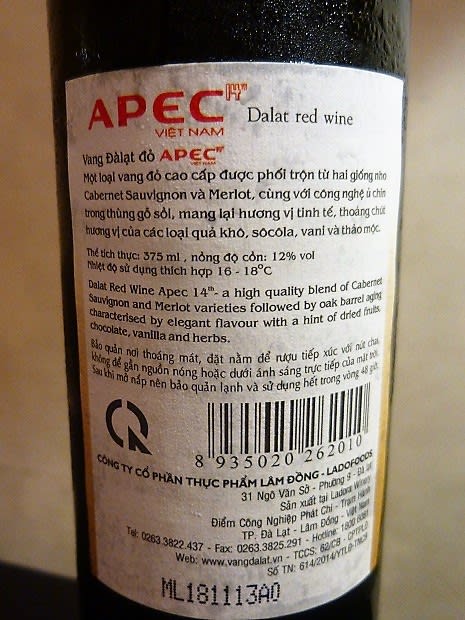 APEC 14th
VIỆT NAM
Dalat red wine
Vang Đàlạt đỏ APEC 14th
VIỆT NAM
Một loại vang đỏ cao cấp được phối trộn từ hai giống nho
Cabernet Sauvignon và Merlot, cùng với công nghệ ủ chín
trong thùng gỗ sồi, mang lại hương vị tinh tế, thoáng chút
hương vị của các loại quả khô, sôcôla, vani và thảo mộc.
Thể tích thực: 375 ml , nồng độ cồn: 12% vol
Nhiệt độ sử dụng thích hợp 16 - 18°C
Dalat Red Wine Apec 14th- a high quality blend of Cabernet
Sauvignon and Merlot varieties followed by oak barrel aging
characterised by elegant flavour with a hint of dried fruits,
chocolate, vanilla and herbs.
Bảo quản nơi thoáng mát, đặt nằm để rượu tiếp xúc với nút chai,
không để gần nguồn nóng hoặc dưới ánh sáng trực tiếp của mặt trời.
Sau khi mở nắp nên bảo quản lạnh và sử dụng hết trong vòng 48 giờ.
8 935020 262010
CÔNG TY CỔ PHẦN THỰC PHẨM LÂM ĐỒNG - LADOFOODS
31 Ngô Văn Sở - Phường 9 - Đà Lạt
Sản xuất tại Ladora Winery
Điểm Công Nghiệp Phát Chi - Trạm Hành
TP. Đà Lạt - Lâm Đồng - Việt Nam
Tel: 0263.3822.437 - Fax: 0263.3825.291 - Hotline: 1800 6081
Website: www.vangdalat.vn - TCCS: 62/CB - CPTPLĐ
Số TN: 614/2014/YTLĐ-TNCB
ML181113A0